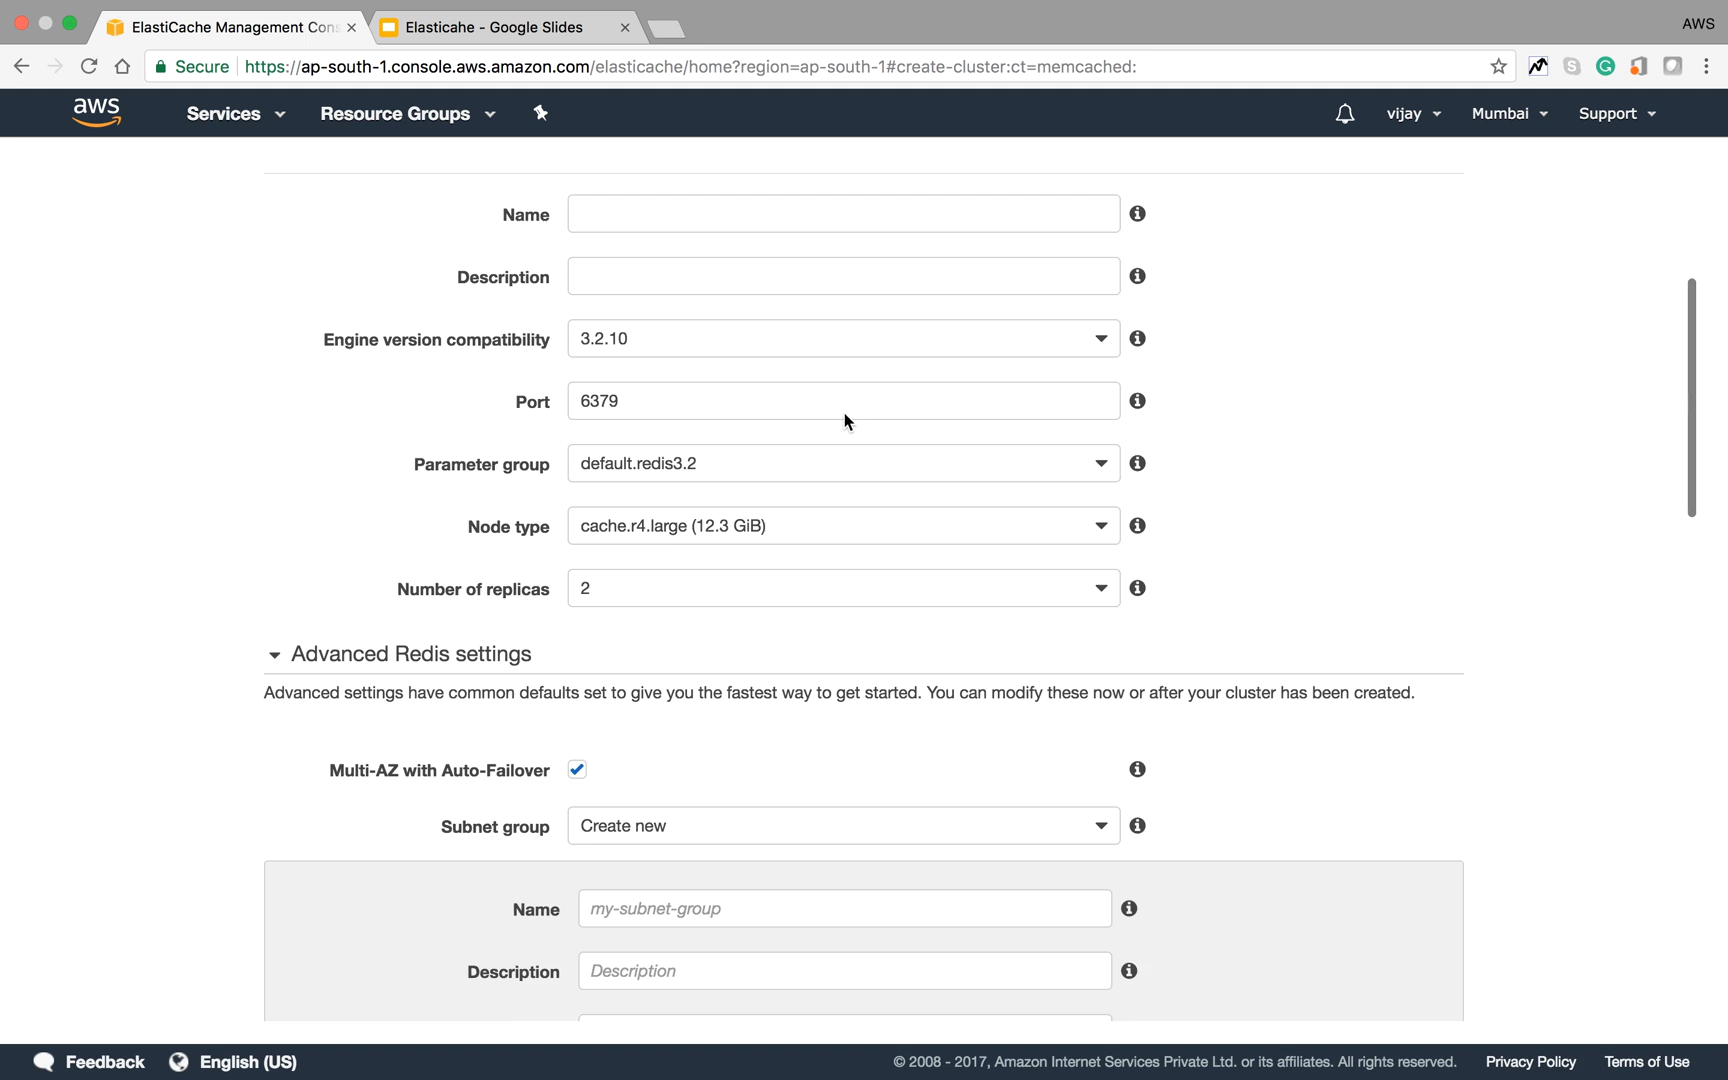 ElastiCache Management Con
Elasticahe - Google Slides
AWS
Secure
https://ap-south-1.console.aws.amazon.com/elasticache/home?region=ap-south-1#create-cluster:ct=memcached:
aws
Services
Resource Groups
vijay
Mumbai
Support
Name
Description
Engine version compatibility
3.2.10
Port
6379
Parameter group
default.redis3.2
Node type
cache.r4.large (12.3 GiB)
Number of replicas
2
Advanced Redis settings
Advanced settings have common defaults set to give you the fastest way to get started. You can modify these now or after your cluster has been created.
Multi-AZ with Auto-Failover
Subnet group
Create new
Name
my-subnet-group
Description
Description
Feedback
English (US)
© 2008 - 2017, Amazon Internet Services Private Ltd. or its affiliates. All rights reserved.
Privacy Policy
Terms of Use